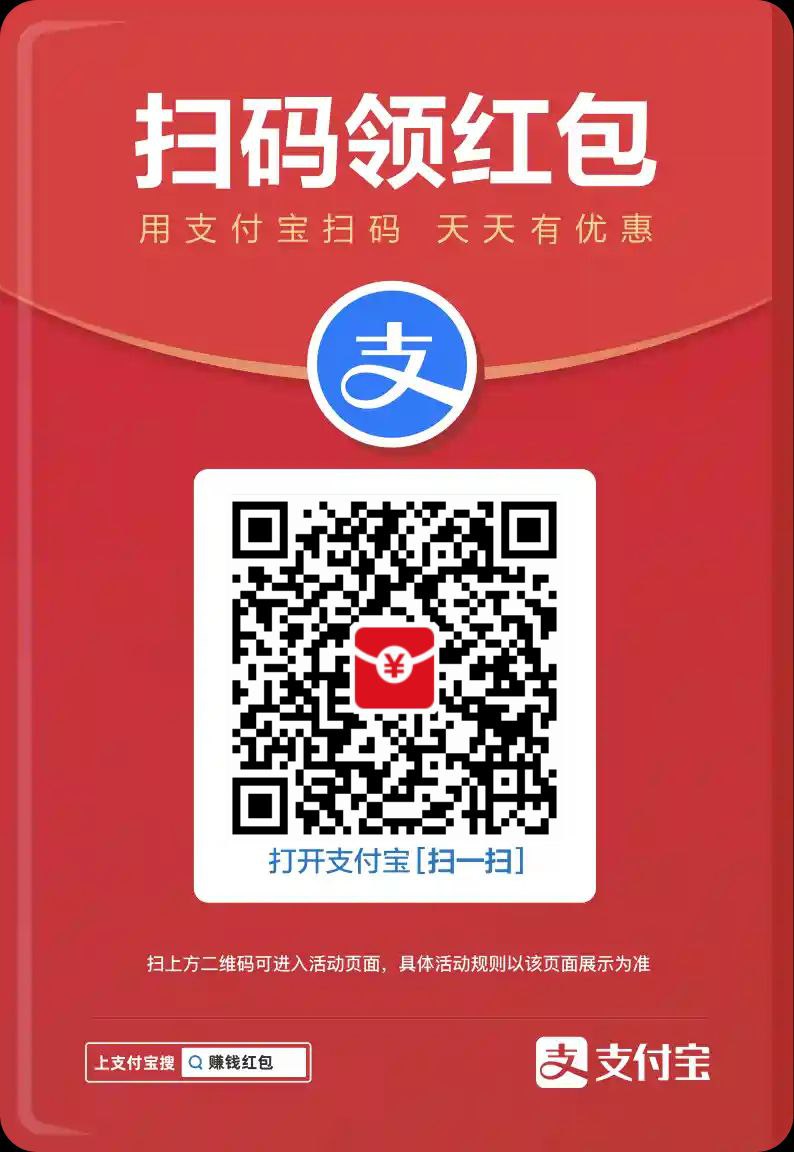 扫码领红包
用支付宝扫码 天天有优惠
支
¥
打开支付宝[扫一扫]
扫上方二维码可进入活动页面，具体活动规则以该页面展示为准
上支付宝搜 赚钱红包
支 支付宝